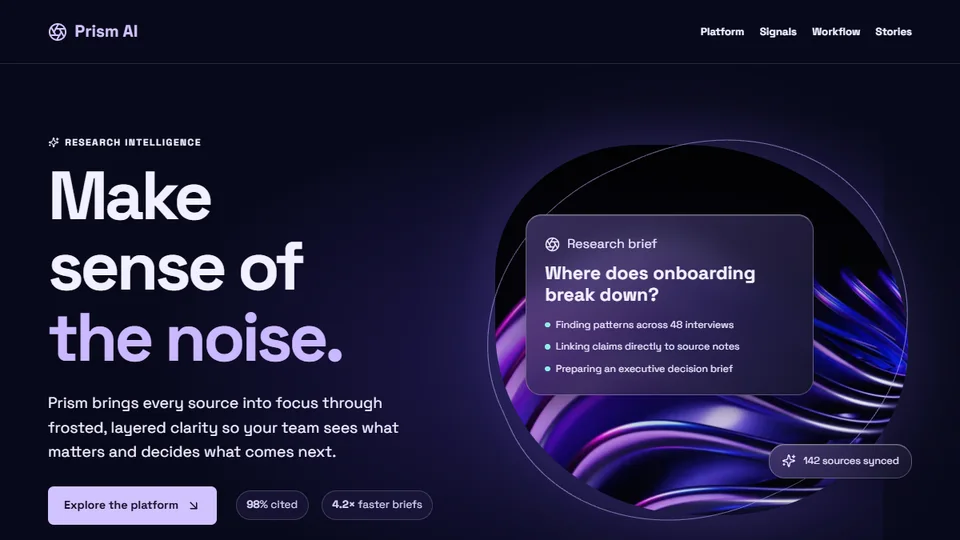 Prism AI
Platform Signals Workflow Stories
RESEARCH INTELLIGENCE
Make
sense of
the noise.
Prism brings every source into focus through
frosted, layered clarity so your team sees what
matters and decides what comes next.
Explore the platform
98% cited
4.2× faster briefs
Research brief
Where does onboarding
break down?
Finding patterns across 48 interviews
Linking claims directly to source notes
Preparing an executive decision brief
142 sources synced